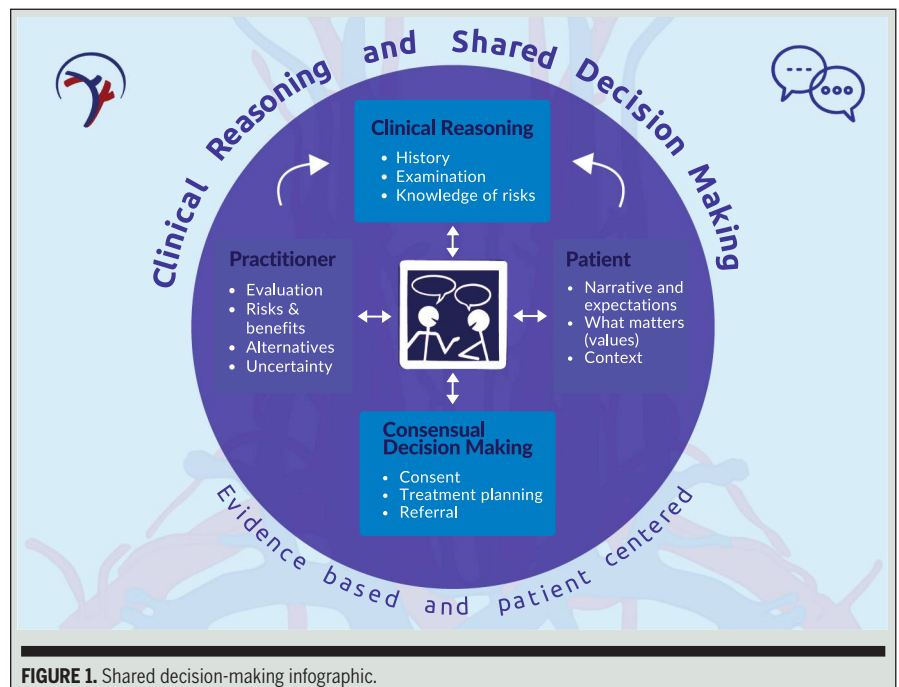 Clinical Reasoning and Shared Decision Making
Clinical Reasoning
• History
• Examination
• Knowledge of risks
Practitioner
• Evaluation
• Risks &
benefits
• Alternatives
• Uncertainty
Patient
• Narrative and
expectations
• What matters
(values)
• Context
Consensual
Decision Making
• Consent
• Treatment planning
• Referral
Evidence based and patient centered
FIGURE 1. Shared decision-making infographic.